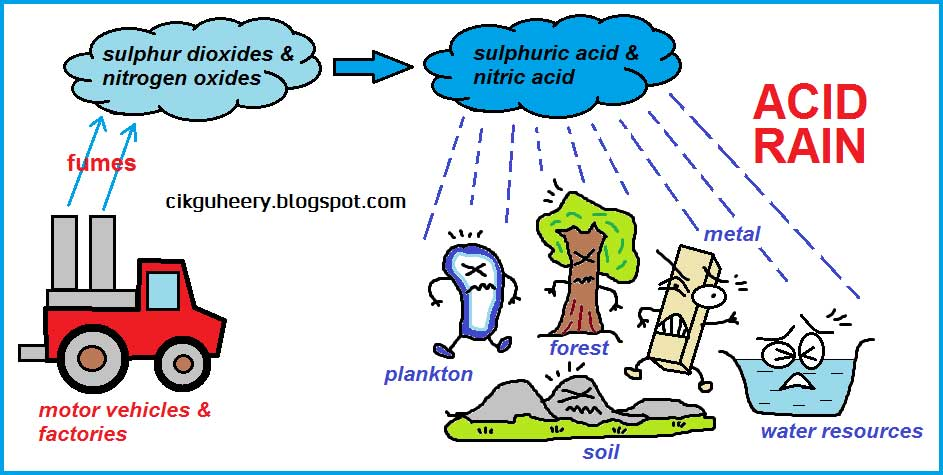 sulphur dioxides &
nitrogen oxides
sulphuric acid &
nitric acid
ACID
RAIN
fumes
cikguheery.blogspot.com
metal
plankton
forest
motor vehicles &
factories
soil
water resources